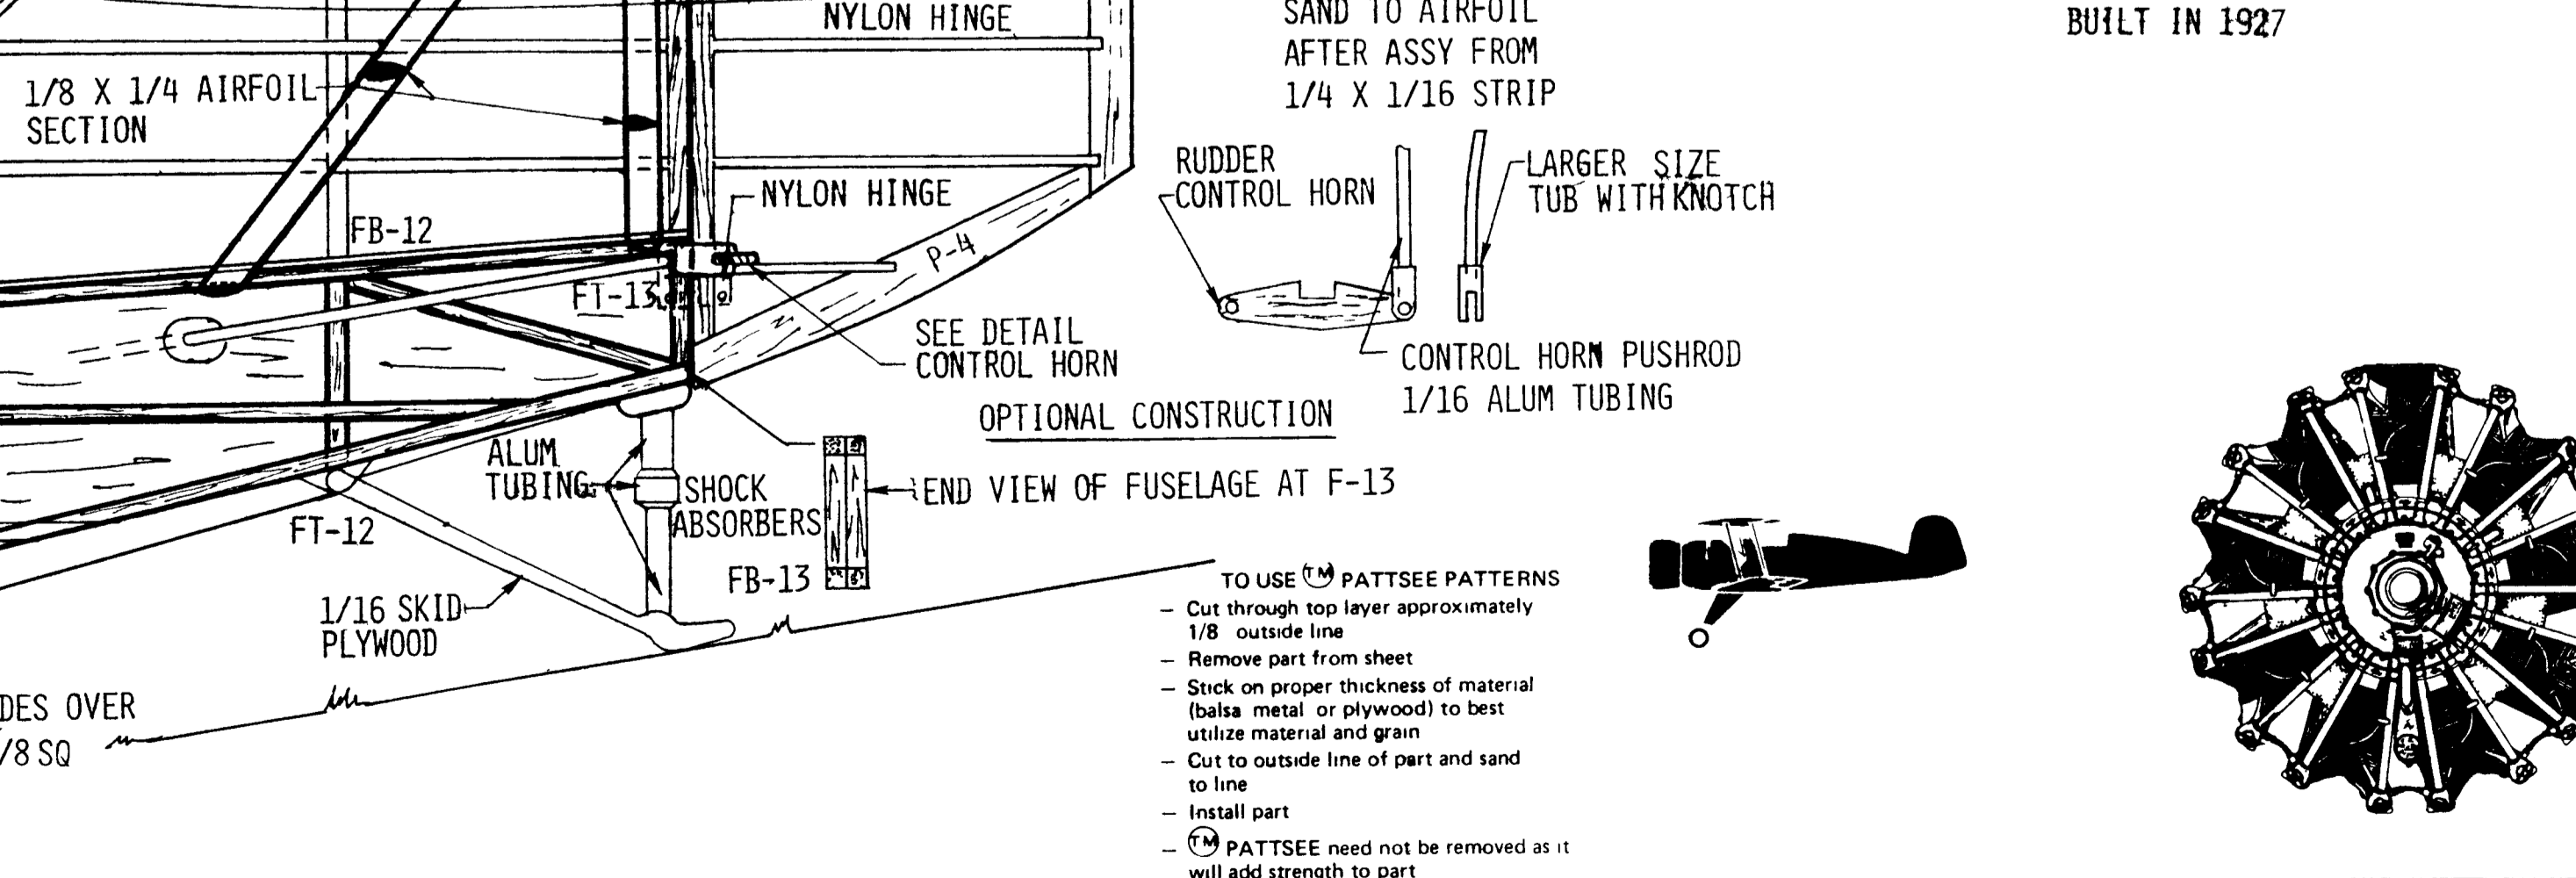 NYLON HINGE
SAND TO AIRFOIL
AFTER ASSY FROM
1/4 X 1/16 STRIP
BUILT IN 1927
1/8 X 1/4 AIRFOIL
SECTION
RUDDER
CONTROL HORN
LARGER SIZE
TUB WITH KNOTCH
NYLON HINGE
FB-12
P-4
FT-13
SEE DETAIL
CONTROL HORN
CONTROL HORN PUSHROD
1/16 ALUM TUBING
OPTIONAL CONSTRUCTION
ALUM
TUBING
SHOCK
ABSORBERS
END VIEW OF FUSELAGE AT F-13
FT-12
FB-13
1/16 SKID
PLYWOOD
DES OVER
/8 SQ
TO USE TM PATTSEE PATTERNS
– Cut through top layer approximately
1/8 outside line
– Remove part from sheet
– Stick on proper thickness of material
(balsa metal or plywood) to best
utilize material and grain
– Cut to outside line of part and sand
to line
– Install part
– TM PATTSEE need not be removed as it
will add strength to part